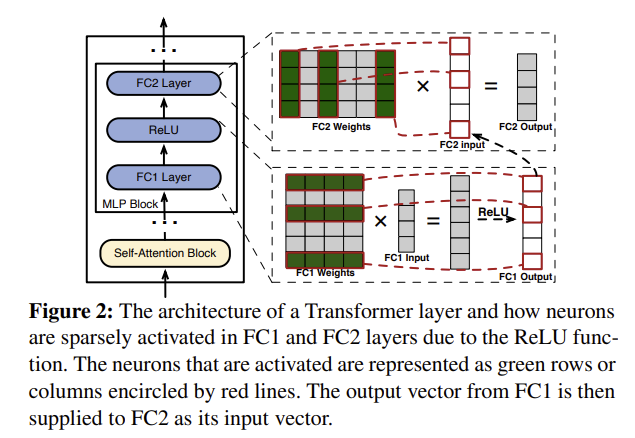 ...
FC2 Layer
ReLU
FC1 Layer
MLP Block
...
Self-Attention Block
×
=
FC2 Weights
FC2 Input
FC2 Output
×
=
ReLU
FC1 Weights
FC1 Input
FC1 Output
Figure 2: The architecture of a Transformer layer and how neurons
are sparsely activated in FC1 and FC2 layers due to the ReLU func-
tion. The neurons that are activated are represented as green rows or
columns encircled by red lines. The output vector from FC1 is then
supplied to FC2 as its input vector.